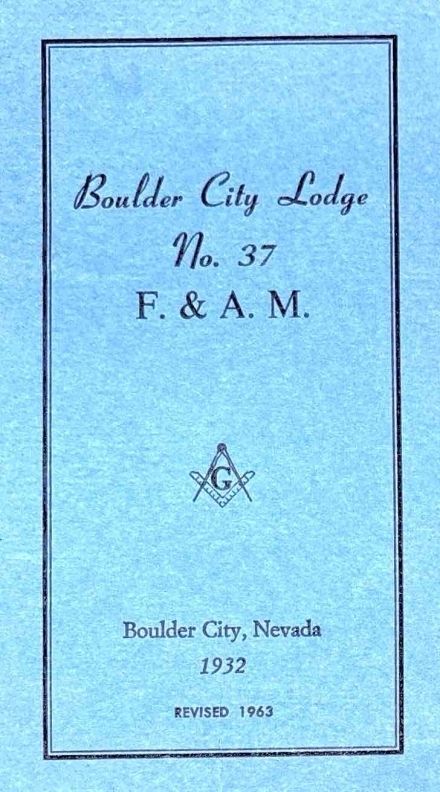 Boulder City Lodge
No. 37
F. & A. M.
G
Boulder City, Nevada
1932
REVISED 1963